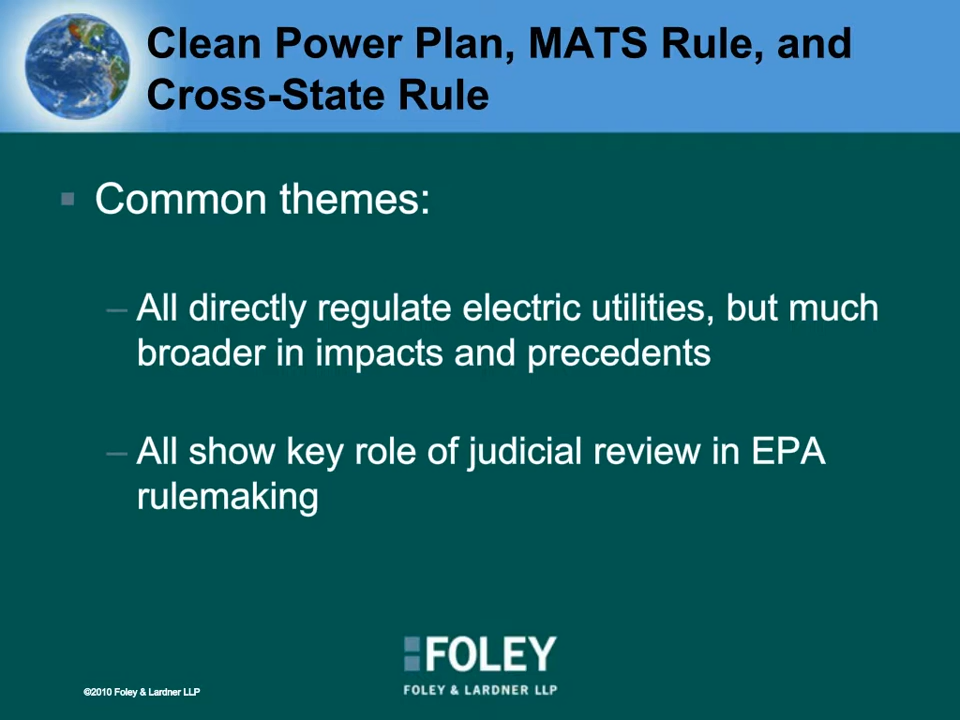 Clean Power Plan, MATS Rule, and
Cross-State Rule
Common themes:
– All directly regulate electric utilities, but much
broader in impacts and precedents
– All show key role of judicial review in EPA
rulemaking
FOLEY
FOLEY & LARDNER LLP
©2010 Foley & Lardner LLP